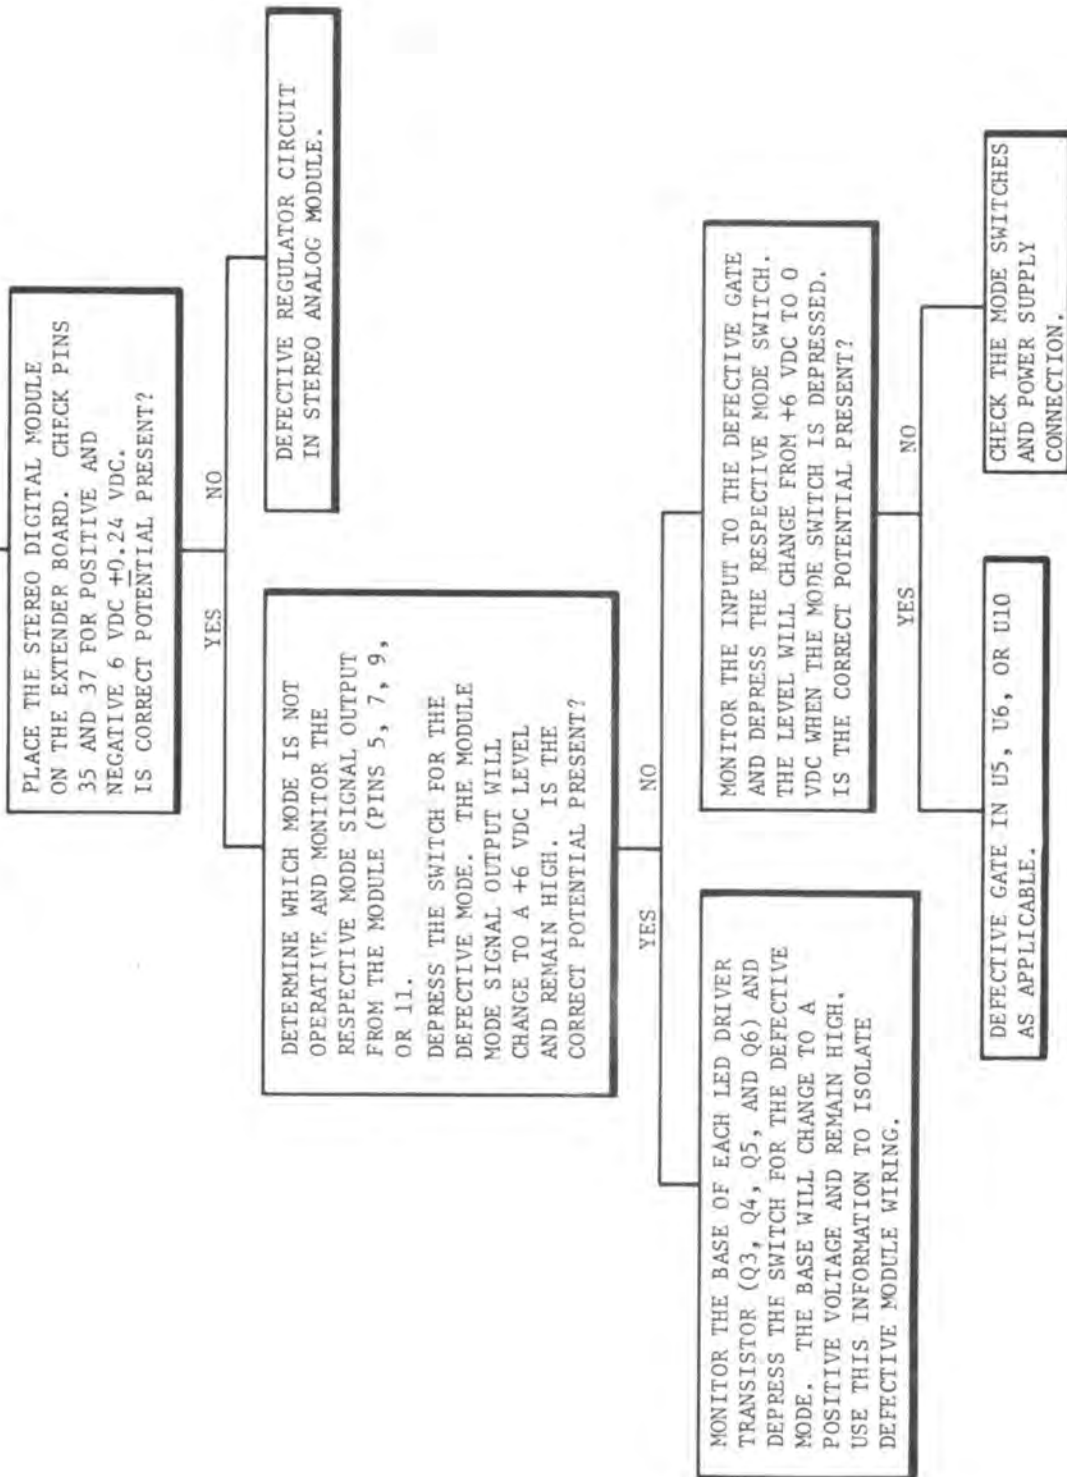 PLACE THE STEREO DIGITAL MODULE
ON THE EXTENDER BOARD. CHECK PINS
35 AND 37 FOR POSITIVE AND
NEGATIVE 6 VDC ±0.24 VDC.
IS CORRECT POTENTIAL PRESENT?
YES
NO
DEFECTIVE REGULATOR CIRCUIT
IN STEREO ANALOG MODULE.
DETERMINE WHICH MODE IS NOT
OPERATIVE AND MONITOR THE
RESPECTIVE MODE SIGNAL OUTPUT
FROM THE MODULE (PINS 5, 7, 9,
OR 11.
DEPRESS THE SWITCH FOR THE
DEFECTIVE MODE. THE MODULE
MODE SIGNAL OUTPUT WILL
CHANGE TO A +6 VDC LEVEL
AND REMAIN HIGH. IS THE
CORRECT POTENTIAL PRESENT?
YES
NO
MONITOR THE BASE OF EACH LED DRIVER
TRANSISTOR (Q3, Q4, Q5, AND Q6) AND
DEPRESS THE SWITCH FOR THE DEFECTIVE
MODE. THE BASE WILL CHANGE TO A
POSITIVE VOLTAGE AND REMAIN HIGH.
USE THIS INFORMATION TO ISOLATE
DEFECTIVE MODULE WIRING.
MONITOR THE INPUT TO THE DEFECTIVE GATE
AND DEPRESS THE RESPECTIVE MODE SWITCH.
THE LEVEL WILL CHANGE FROM +6 VDC TO 0
VDC WHEN THE MODE SWITCH IS DEPRESSED.
IS THE CORRECT POTENTIAL PRESENT?
YES
NO
DEFECTIVE GATE IN U5, U6, OR U10
AS APPLICABLE.
CHECK THE MODE SWITCHES
AND POWER SUPPLY
CONNECTION.